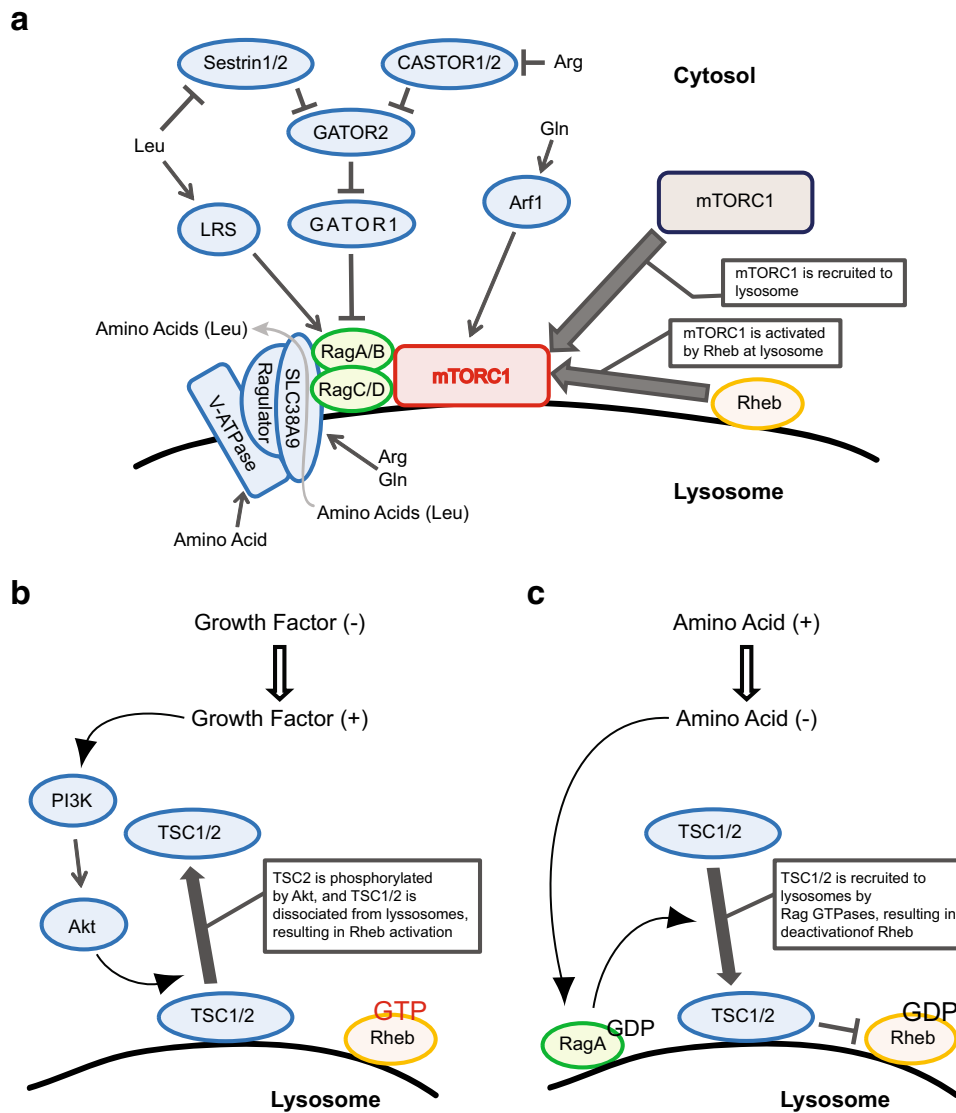 a
Sestrin1/2
CASTOR1/2
Arg
Cytosol
Leu
GATOR2
Gln
LRS
GATOR1
Arf1
mTORC1
mTORC1 is recruited to
lysosome
Amino Acids (Leu)
RagA/B
RagC/D
mTORC1
mTORC1 is activated
by Rheb at lysosome
Rheb
V-ATPase
Ragulator
SLC38A9
Arg
Gln
Lysosome
Amino Acids (Leu)
Amino Acid
b
Growth Factor (-)
Growth Factor (+)
PI3K
TSC1/2
TSC2 is phosphorylated
by Akt, and TSC1/2 is
dissociated from lyssosomes,
resulting in Rheb activation
Akt
TSC1/2
GTP
Rheb
Lysosome
c
Amino Acid (+)
Amino Acid (-)
TSC1/2
TSC1/2 is recruited to
lysosomes by
Rag GTPases, resulting in
deactivationof Rheb
RagA
GDP
TSC1/2
GDP
Rheb
Lysosome